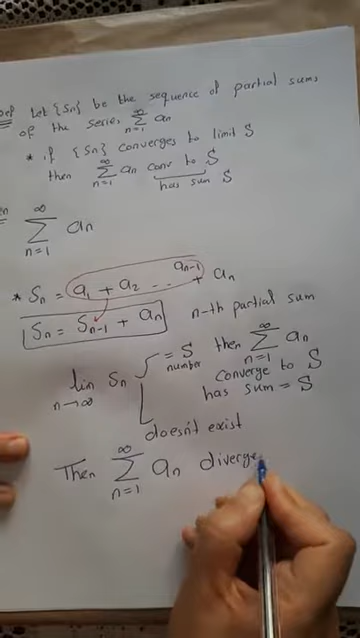 Def Let {Sn} be the sequence of partial sums
of the series ∞ Σ n=1 an
* if {Sn} converges to limit S
then ∞ Σ n=1 an conv to S
has sum S
∞ Σ n=1 an
* Sn = a1 + a2 ... an-1 + an
n-th partial sum
Sn = Sn-1 + an
lim n→∞ Sn = S number then ∞ Σ n=1 an
converge to S
has sum = S
doesn't exist
Then ∞ Σ n=1 an diverge